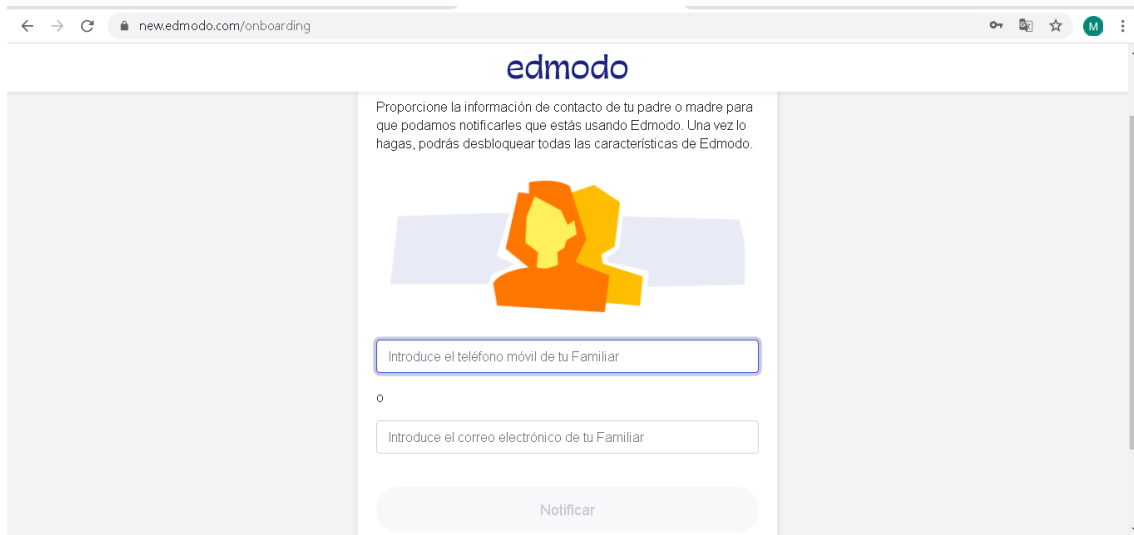 new.edmodo.com/onboarding
M
edmodo
Proporcione la información de contacto de tu padre o madre para
que podamos notificarles que estás usando Edmodo. Una vez lo
hagas, podrás desbloquear todas las características de Edmodo.
Introduce el teléfono móvil de tu Familiar
o
Introduce el correo electrónico de tu Familiar
Notificar